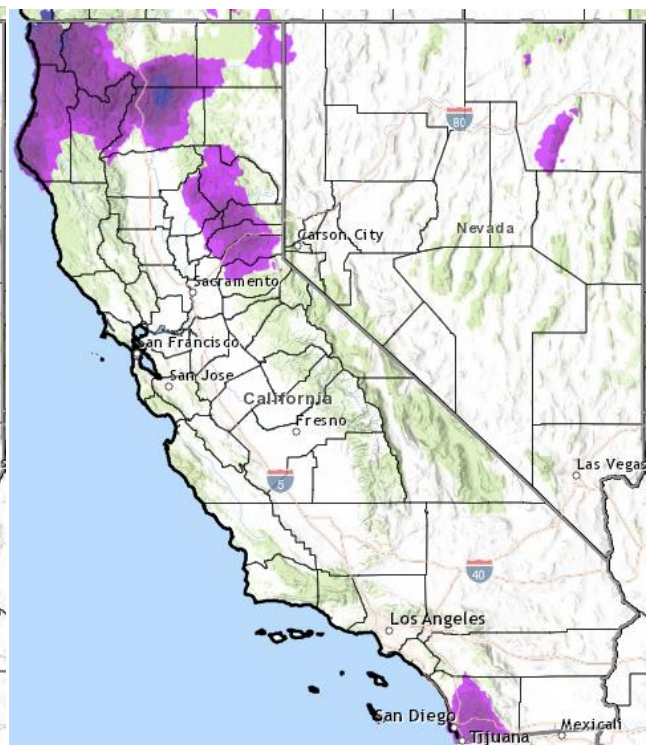 80
Nevada
Carson City
Sacramento
San Francisco
San Jose
California
Fresno
5
Las Vegas
40
Los Angeles
San Diego
Tijuana
Mexicali